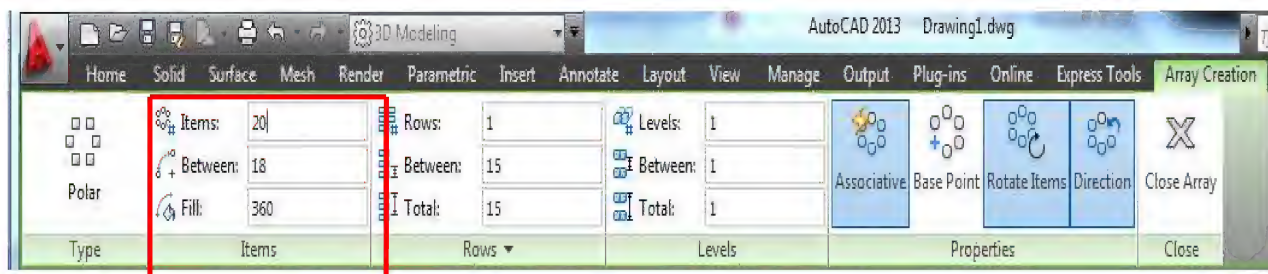 3D Modeling AutoCAD 2013 Drawing1.dwg
Home Solid Surface Mesh Render Parametric Insert Annotate Layout View Manage Output Plug-ins Online Express Tools Array Creation
Items: 20 Rows: 1 Levels: 1
Between: 18 Between: 15 Between: 1
Polar Associative Base Point Rotate Items Direction Close Array
Fill: 360 Total: 15 Total: 1
Type Items Rows Levels Properties Close